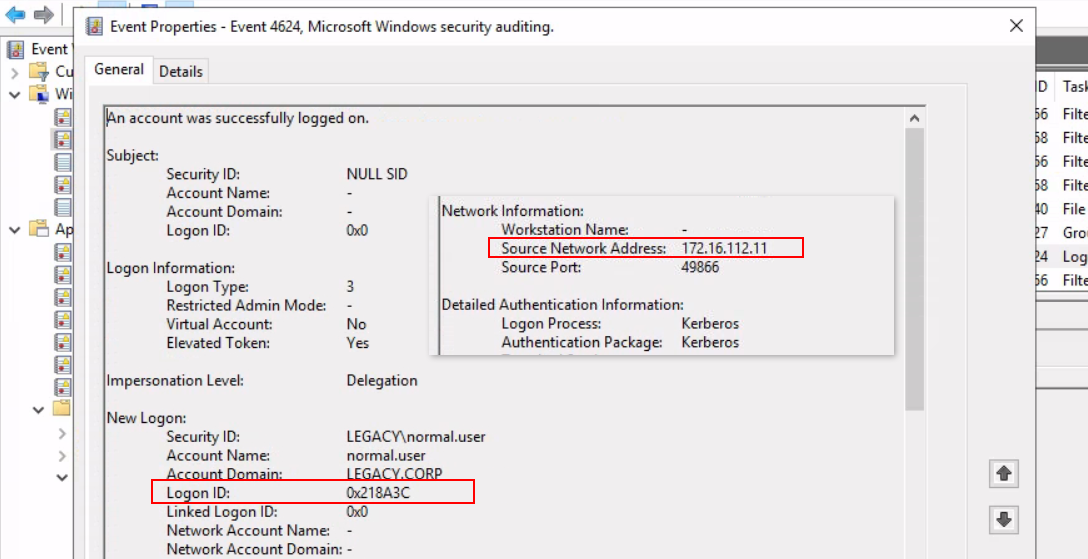 Event Properties - Event 4624, Microsoft Windows security auditing.
Event
Cu
Wi
Ap
General Details
An account was successfully logged on.
Subject:
Security ID: NULL SID
Account Name: -
Account Domain: -
Logon ID: 0x0
Logon Information:
Logon Type: 3
Restricted Admin Mode: -
Virtual Account: No
Elevated Token: Yes
Impersonation Level: Delegation
New Logon:
Security ID: LEGACY\normal.user
Account Name: normal.user
Account Domain: LEGACY.CORP
Logon ID: 0x218A3C
Linked Logon ID: 0x0
Network Account Name: -
Network Account Domain: -
Network Information:
Workstation Name: -
Source Network Address: 172.16.112.11
Source Port: 49866
Detailed Authentication Information:
Logon Process: Kerberos
Authentication Package: Kerberos
ID Task
56 Filte
58 Filte
56 Filte
58 Filte
40 File
27 Grou
24 Logo
56 Filte